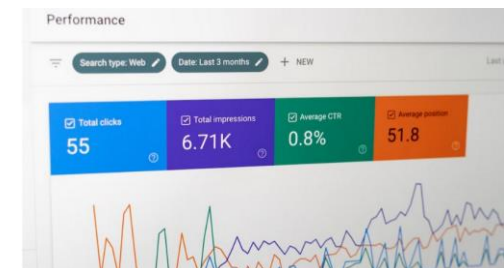 Performance
Search type: Web
Date: Last 3 months
+ NEW
Last
Total clicks
55
Total impressions
6.71K
Average CTR
0.8%
Average position
51.8